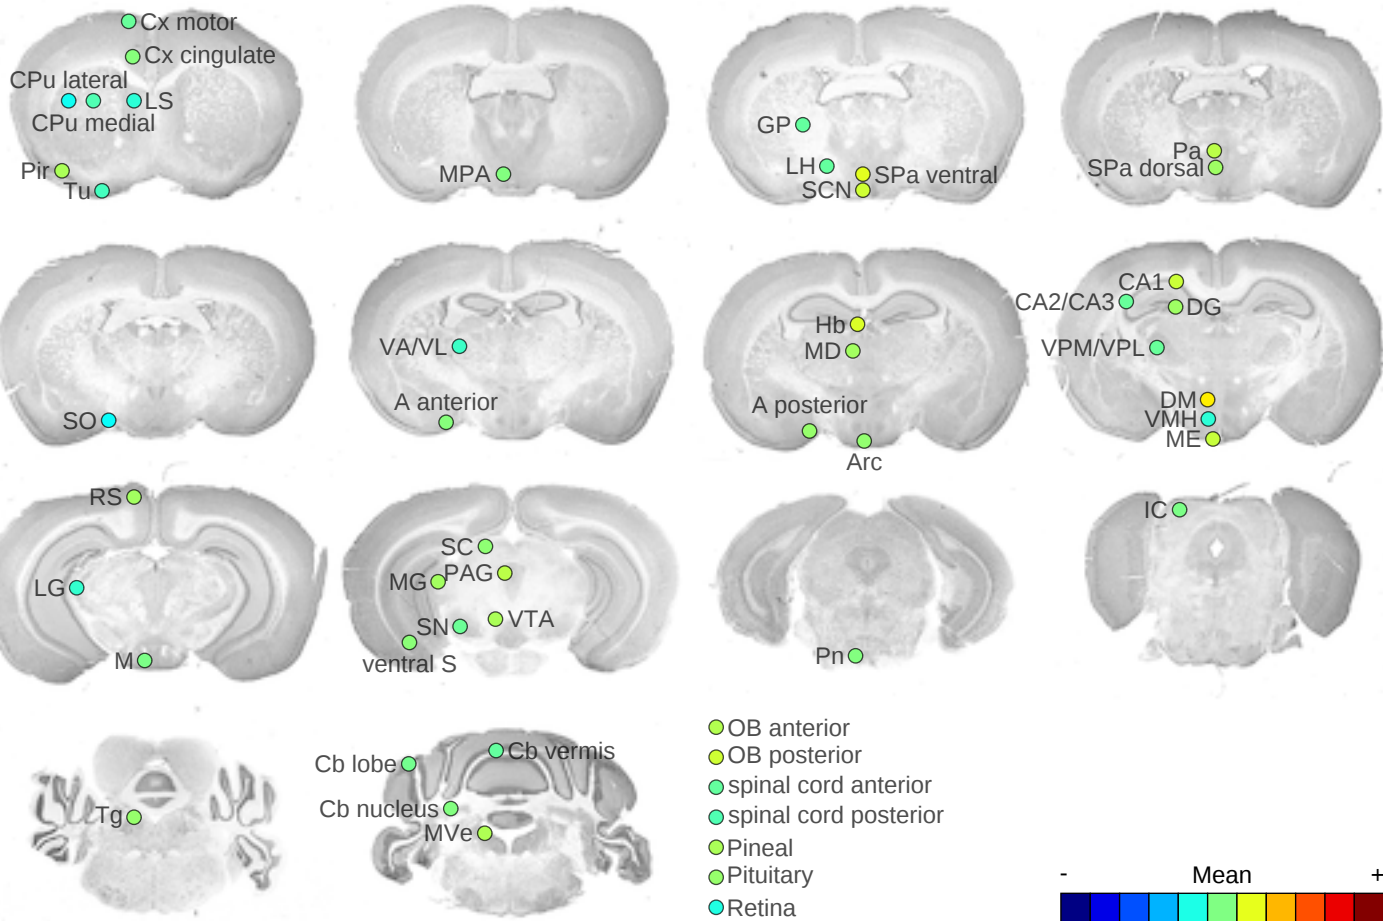 Cx motor
Cx cingulate
CPu lateral
LS
CPu medial
Pir
Tu
MPA
GP
LH
SPa ventral
SCN
Pa
SPa dorsal
SO
VA/VL
A anterior
Hb
MD
A posterior
Arc
CA1
CA2/CA3
DG
VPM/VPL
DM
VMH
ME
RS
LG
M
SC
MG
PAG
SN
VTA
ventral S
Pn
IC
Tg
Cb lobe
Cb vermis
Cb nucleus
MVe
OB anterior
OB posterior
spinal cord anterior
spinal cord posterior
Pineal
Pituitary
Retina
- Mean +